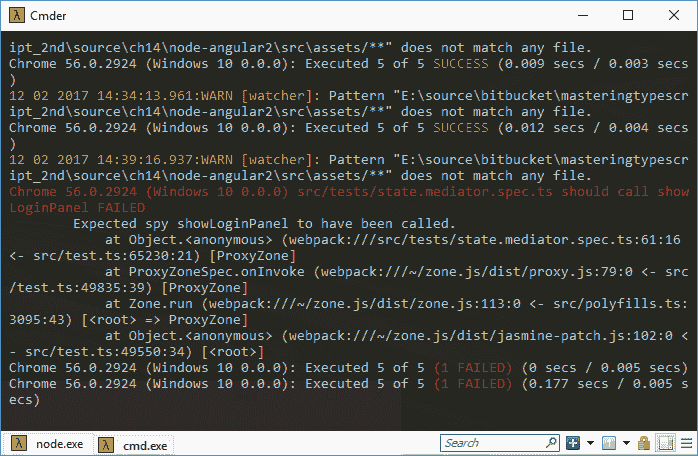 Cmder
ipt_2nd\source\ch14\node-angular2\src\assets/**" does not match any file.
Chrome 56.0.2924 (Windows 10 0.0.0): Executed 5 of 5 SUCCESS (0.009 secs / 0.003 secs
)
12 02 2017 14:34:13.961:WARN [watcher]: Pattern "E:\source\bitbucket\masteringtypescr
ipt_2nd\source\ch14\node-angular2\src\assets/**" does not match any file.
Chrome 56.0.2924 (Windows 10 0.0.0): Executed 5 of 5 SUCCESS (0.012 secs / 0.004 secs
)
12 02 2017 14:39:16.937:WARN [watcher]: Pattern "E:\source\bitbucket\masteringtypescr
ipt_2nd\source\ch14\node-angular2\src\assets/**" does not match any file.
Chrome 56.0.2924 (Windows 10 0.0.0) src/tests/state.mediator.spec.ts should call show
LoginPanel FAILED
Expected spy showLoginPanel to have been called.
at Object.<anonymous> (webpack:///src/tests/state.mediator.spec.ts:61:16
<- src/test.ts:65230:21) [ProxyZone]
at ProxyZoneSpec.onInvoke (webpack:///~/zone.js/dist/proxy.js:79:0 <- src
/test.ts:49835:39) [ProxyZone]
at Zone.run (webpack:///~/zone.js/dist/zone.js:113:0 <- src/polyfills.ts:
3095:43) [<root> => ProxyZone]
at Object.<anonymous> (webpack:///~/zone.js/dist/jasmine-patch.js:102:0 <
- src/test.ts:49550:34) [<root>]
Chrome 56.0.2924 (Windows 10 0.0.0): Executed 5 of 5 (1 FAILED) (0 secs / 0.005 secs)
Chrome 56.0.2924 (Windows 10 0.0.0): Executed 5 of 5 (1 FAILED) (0.177 secs / 0.005 s
ecs)
node.exe cmd.exe Search